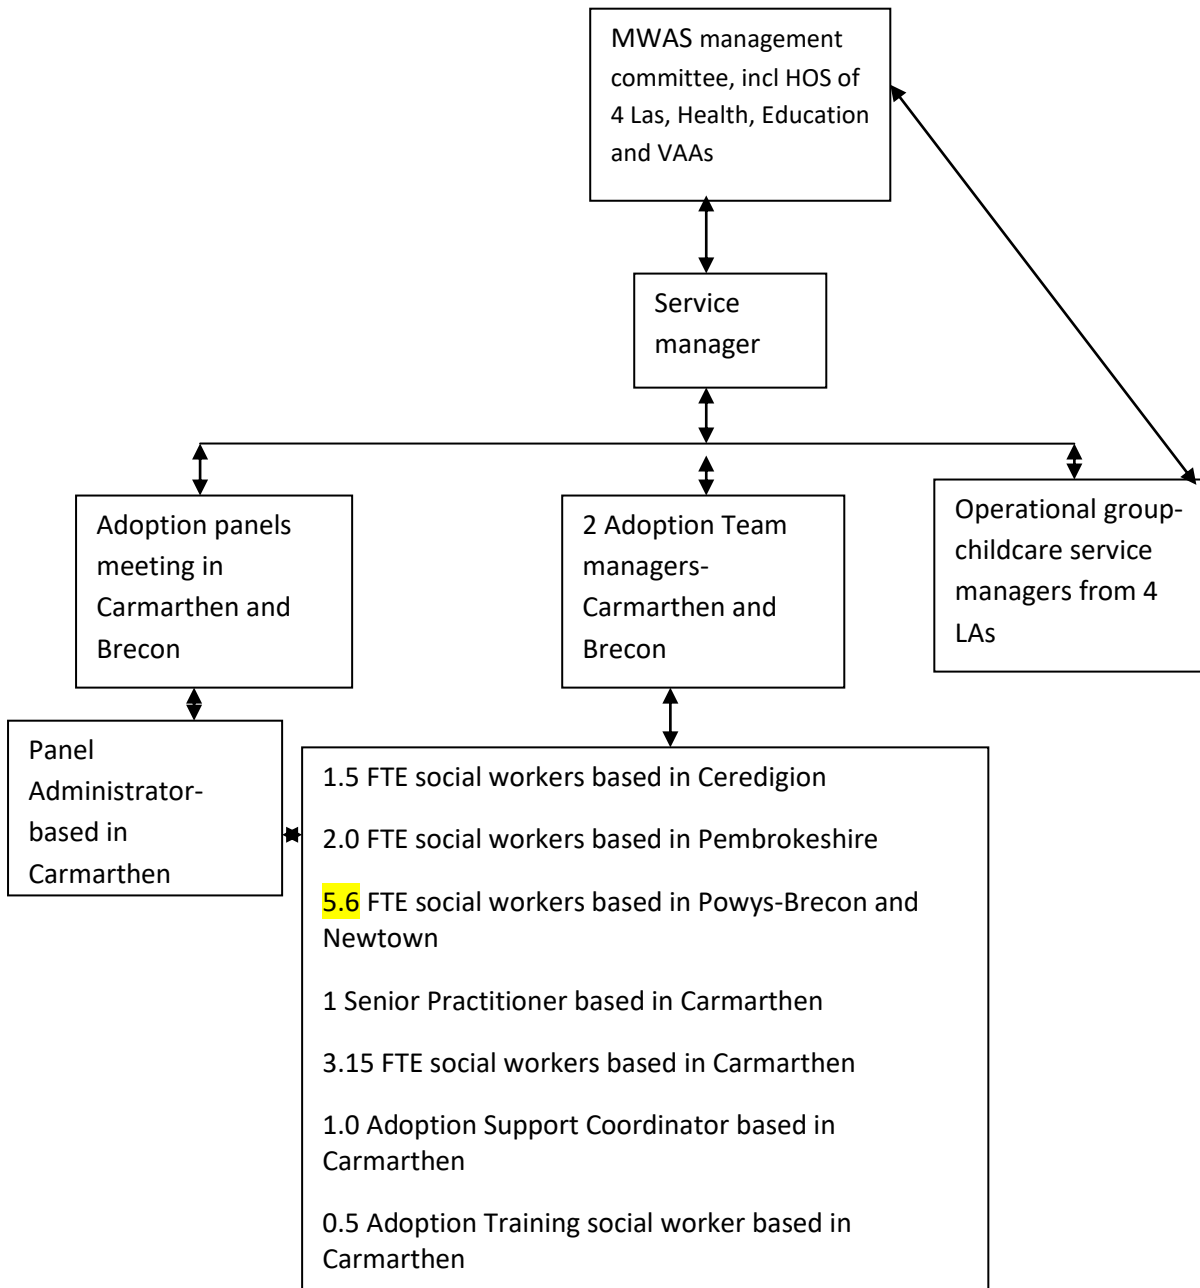 MWAS management
committee, incl HOS of
4 Las, Health, Education
and VAAs
Service
manager
Adoption panels
meeting in
Carmarthen and
Brecon
2 Adoption Team
managers-
Carmarthen and
Brecon
Operational group-
childcare service
managers from 4
LAs
Panel
Administrator-
based in
Carmarthen
1.5 FTE social workers based in Ceredigion
2.0 FTE social workers based in Pembrokeshire
5.6 FTE social workers based in Powys-Brecon and
Newtown
1 Senior Practitioner based in Carmarthen
3.15 FTE social workers based in Carmarthen
1.0 Adoption Support Coordinator based in
Carmarthen
0.5 Adoption Training social worker based in
Carmarthen